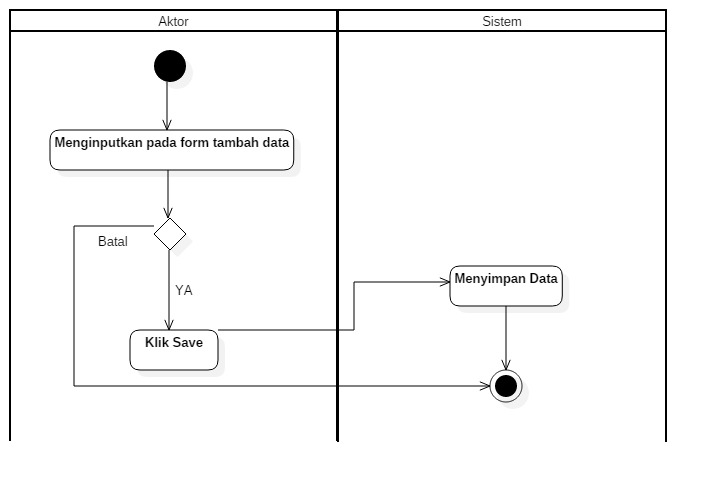 Aktor
Sistem
Menginputkan pada form tambah data
Batal
Menyimpan Data
YA
Klik Save